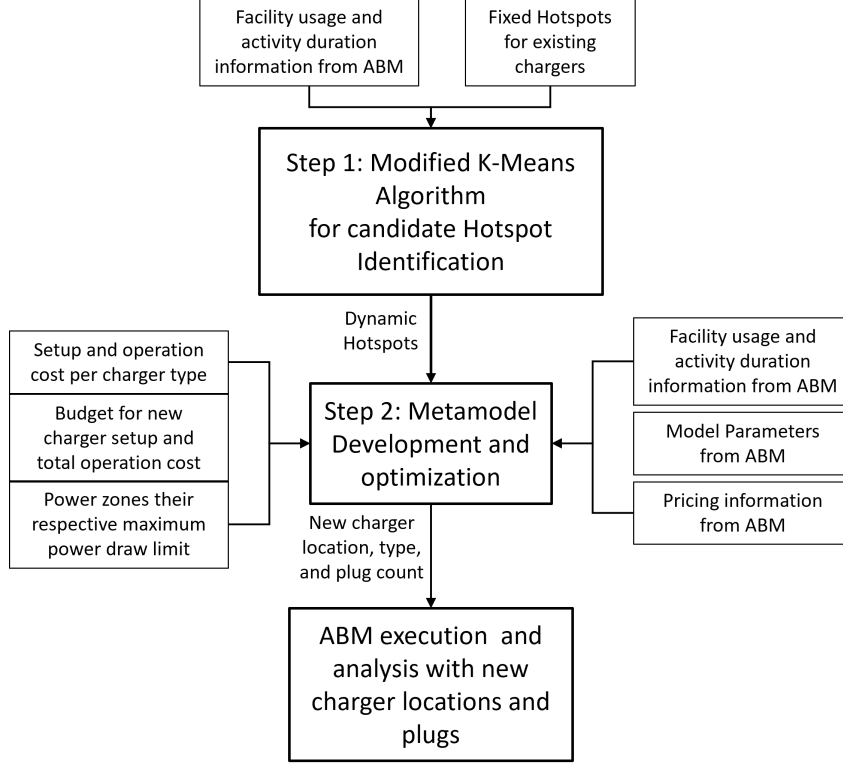 Facility usage and
activity duration
information from ABM
Fixed Hotspots
for existing
chargers
Step 1: Modified K-Means
Algorithm
for candidate Hotspot
Identification
Dynamic
Hotspots
Setup and operation
cost per charger type
Budget for new
charger setup and
total operation cost
Power zones their
respective maximum
power draw limit
Step 2: Metamodel
Development and
optimization
Facility usage and
activity duration
information from ABM
Model Parameters
from ABM
Pricing information
from ABM
New charger
location, type,
and plug count
ABM execution  and
analysis with new
charger locations and
plugs